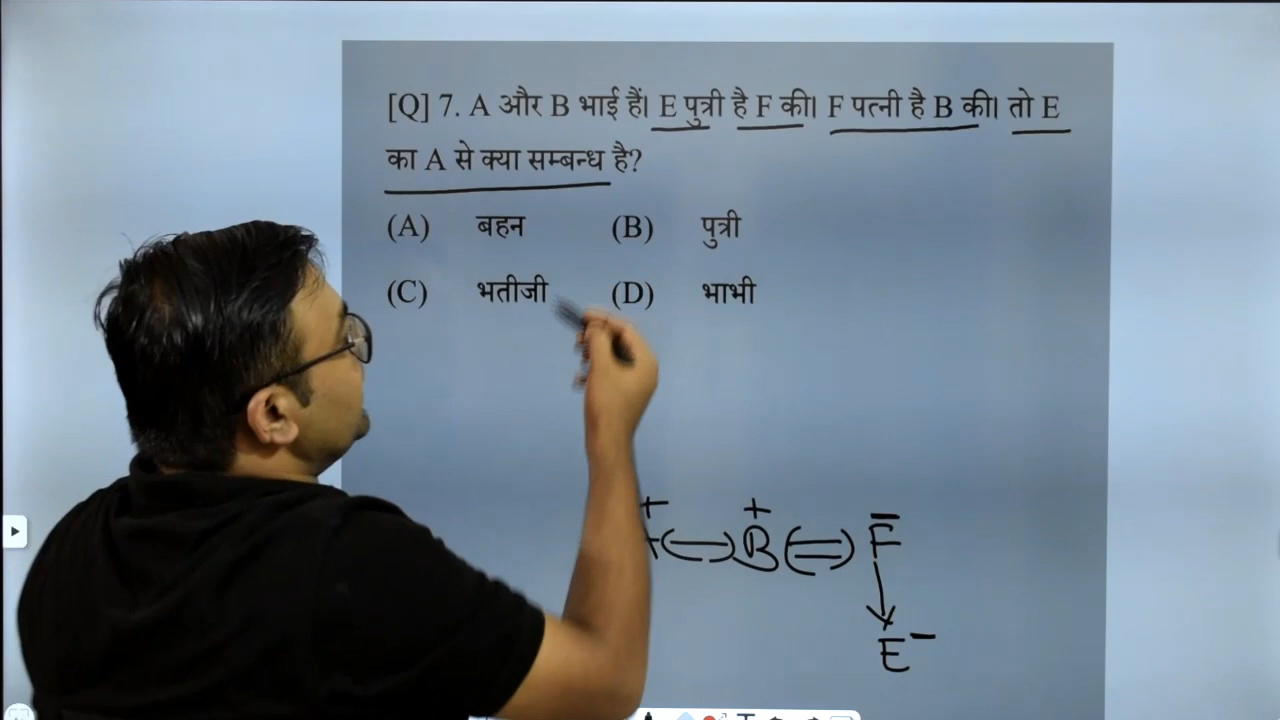 [Q] 7. A और B भाई हैं। E पुत्री है F की। F पत्नी है B की। तो E
का A से क्या सम्बन्ध है?
(A) बहन (B) पुत्री
(C) भतीजी (D) भाभी
+ + −
B F
E −